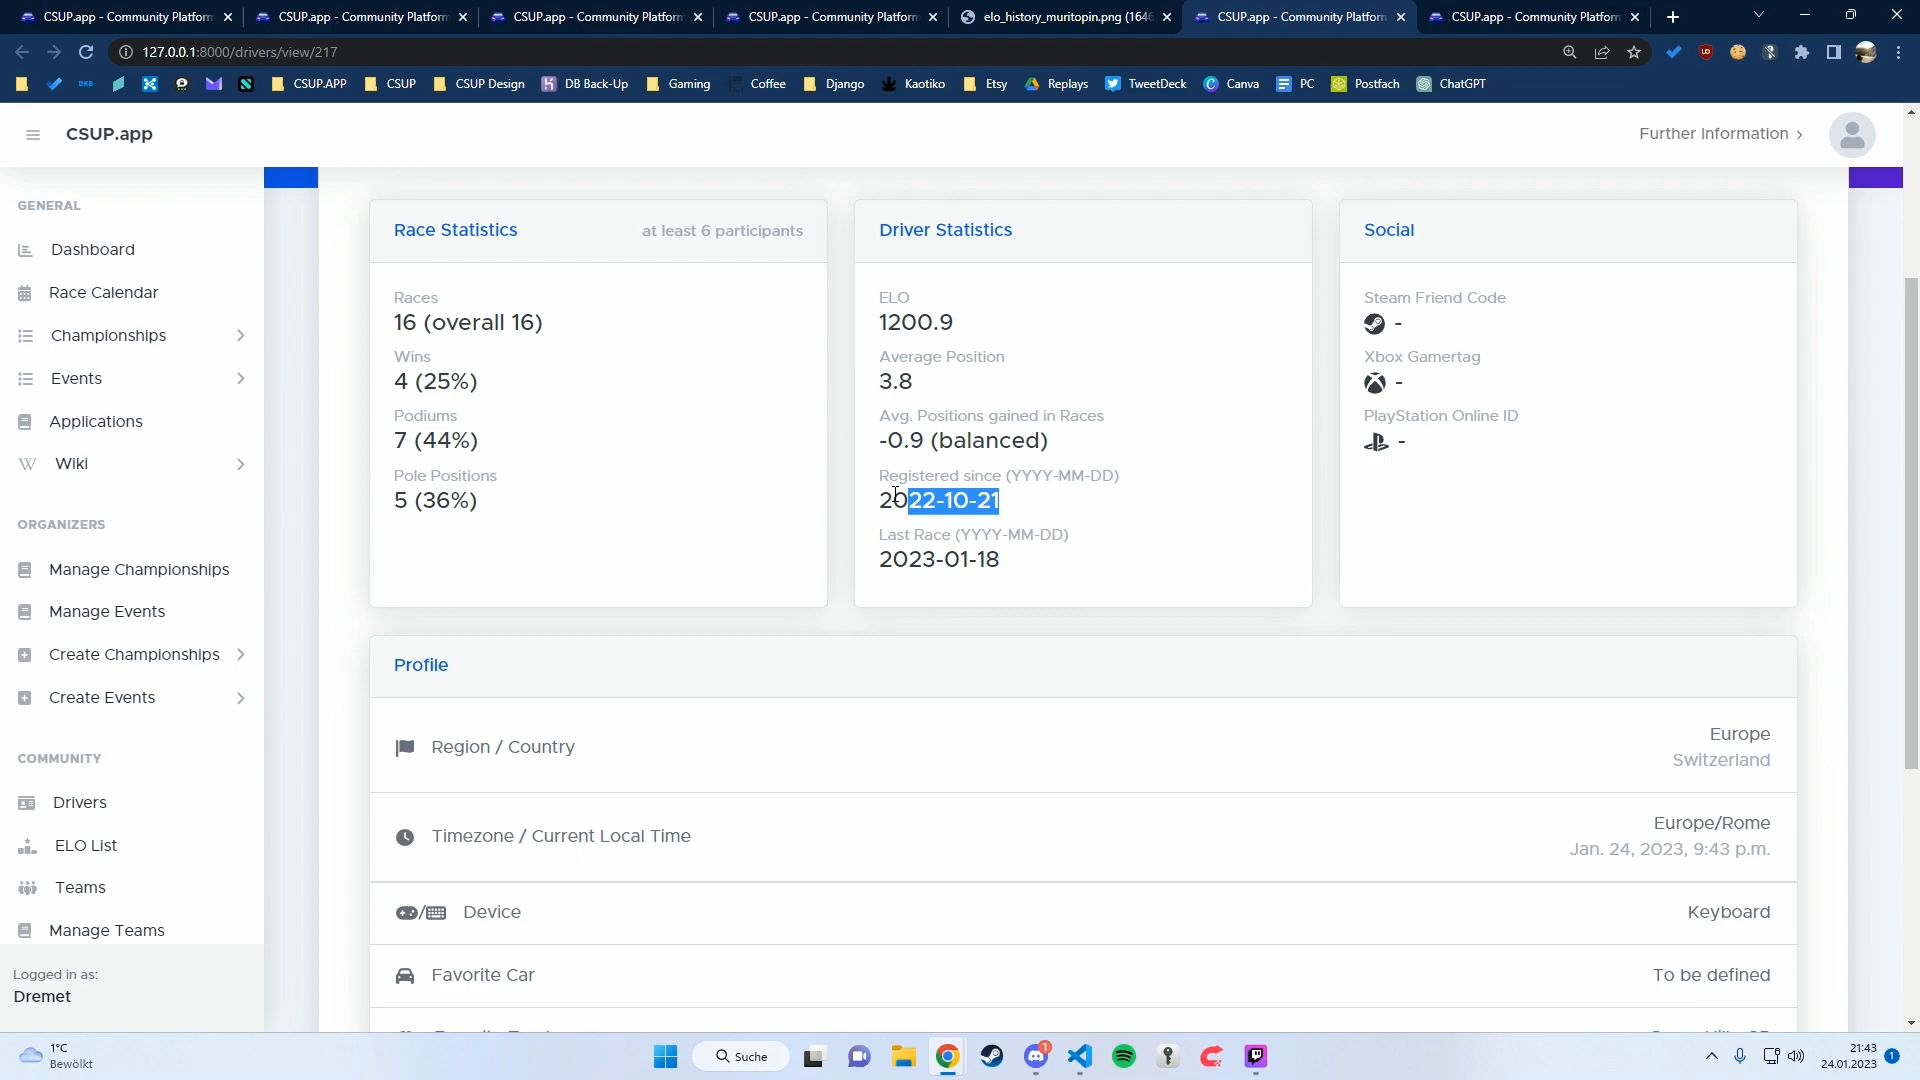 CSUP.app - Community Platform
CSUP.app - Community Platform
CSUP.app - Community Platform
CSUP.app - Community Platform
elo_history_muritopin.png (1646
CSUP.app - Community Platform
CSUP.app - Community Platform
127.0.0.1:8000/drivers/view/217
DKB
CSUP.APP
CSUP
CSUP Design
DB Back-Up
Gaming
Coffee
Django
Kaotiko
Etsy
Replays
TweetDeck
Canva
PC
Postfach
ChatGPT
CSUP.app
Further Information
GENERAL
Dashboard
Race Calendar
Championships
Events
Applications
Wiki
ORGANIZERS
Manage Championships
Manage Events
Create Championships
Create Events
COMMUNITY
Drivers
ELO List
Teams
Manage Teams
Logged in as:
Dremet
Race Statistics
at least 6 participants
Races
16 (overall 16)
Wins
4 (25%)
Podiums
7 (44%)
Pole Positions
5 (36%)
Driver Statistics
ELO
1200.9
Average Position
3.8
Avg. Positions gained in Races
-0.9 (balanced)
Registered since (YYYY-MM-DD)
2022-10-21
Last Race (YYYY-MM-DD)
2023-01-18
Social
Steam Friend Code
-
Xbox Gamertag
-
PlayStation Online ID
-
Profile
Region / Country
Europe
Switzerland
Timezone / Current Local Time
Europe/Rome
Jan. 24, 2023, 9:43 p.m.
Device
Keyboard
Favorite Car
To be defined
1°C
Bewölkt
Suche
1
21:43
24.01.2023
1